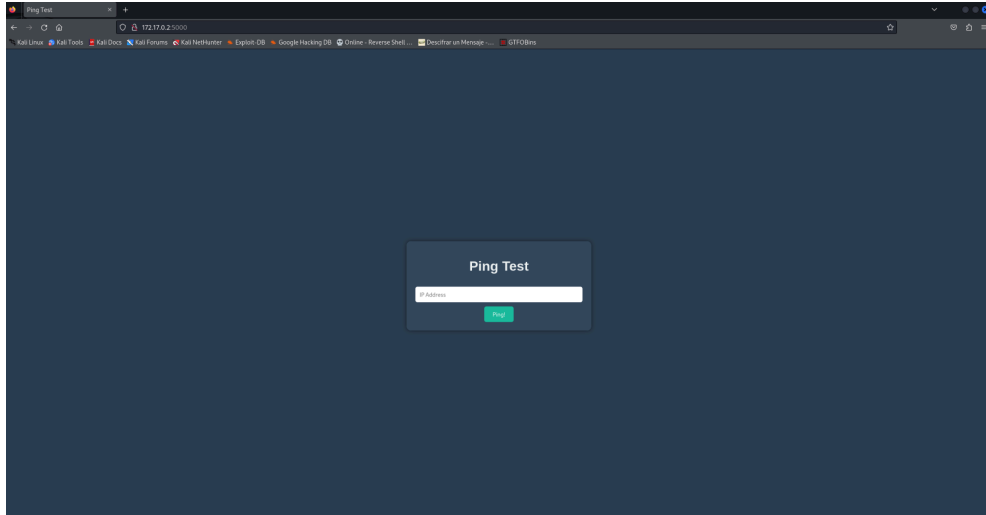 Ping Test
172.17.0.2:5000
Kali Linux Kali Tools Kali Docs Kali Forums Kali NetHunter Exploit-DB Google Hacking DB Online - Reverse Shell ... Descifrar un Mensaje -... GTFOBins
Ping Test
IP Address
Ping!